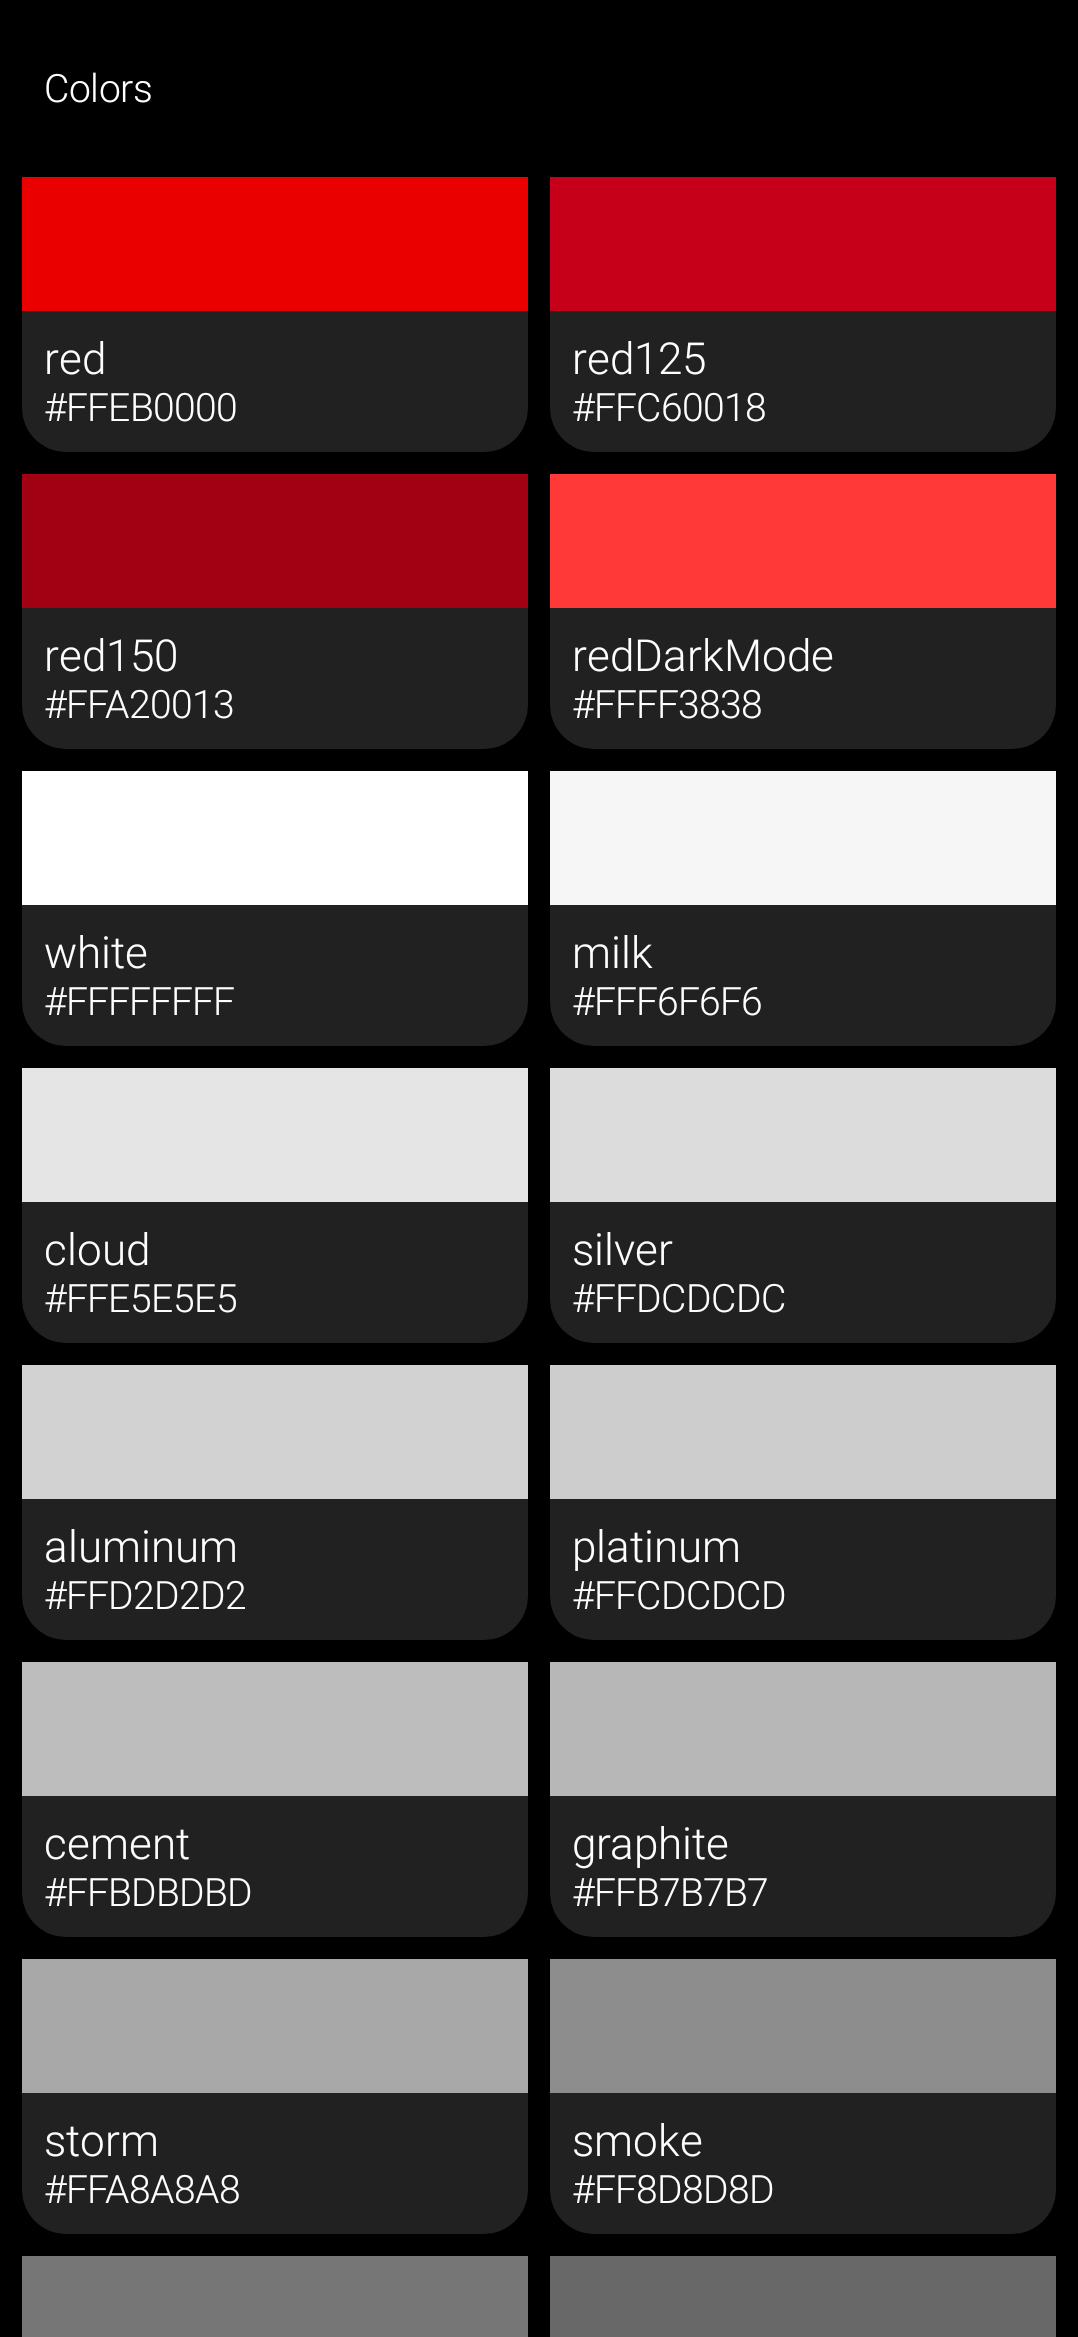 Colors
red
#FFEB0000
red125
#FFC60018
red150
#FFA20013
redDarkMode
#FFFF3838
white
#FFFFFFFF
milk
#FFF6F6F6
cloud
#FFE5E5E5
silver
#FFDCDCDC
aluminum
#FFD2D2D2
platinum
#FFCDCDCD
cement
#FFBDBDBD
graphite
#FFB7B7B7
storm
#FFA8A8A8
smoke
#FF8D8D8D